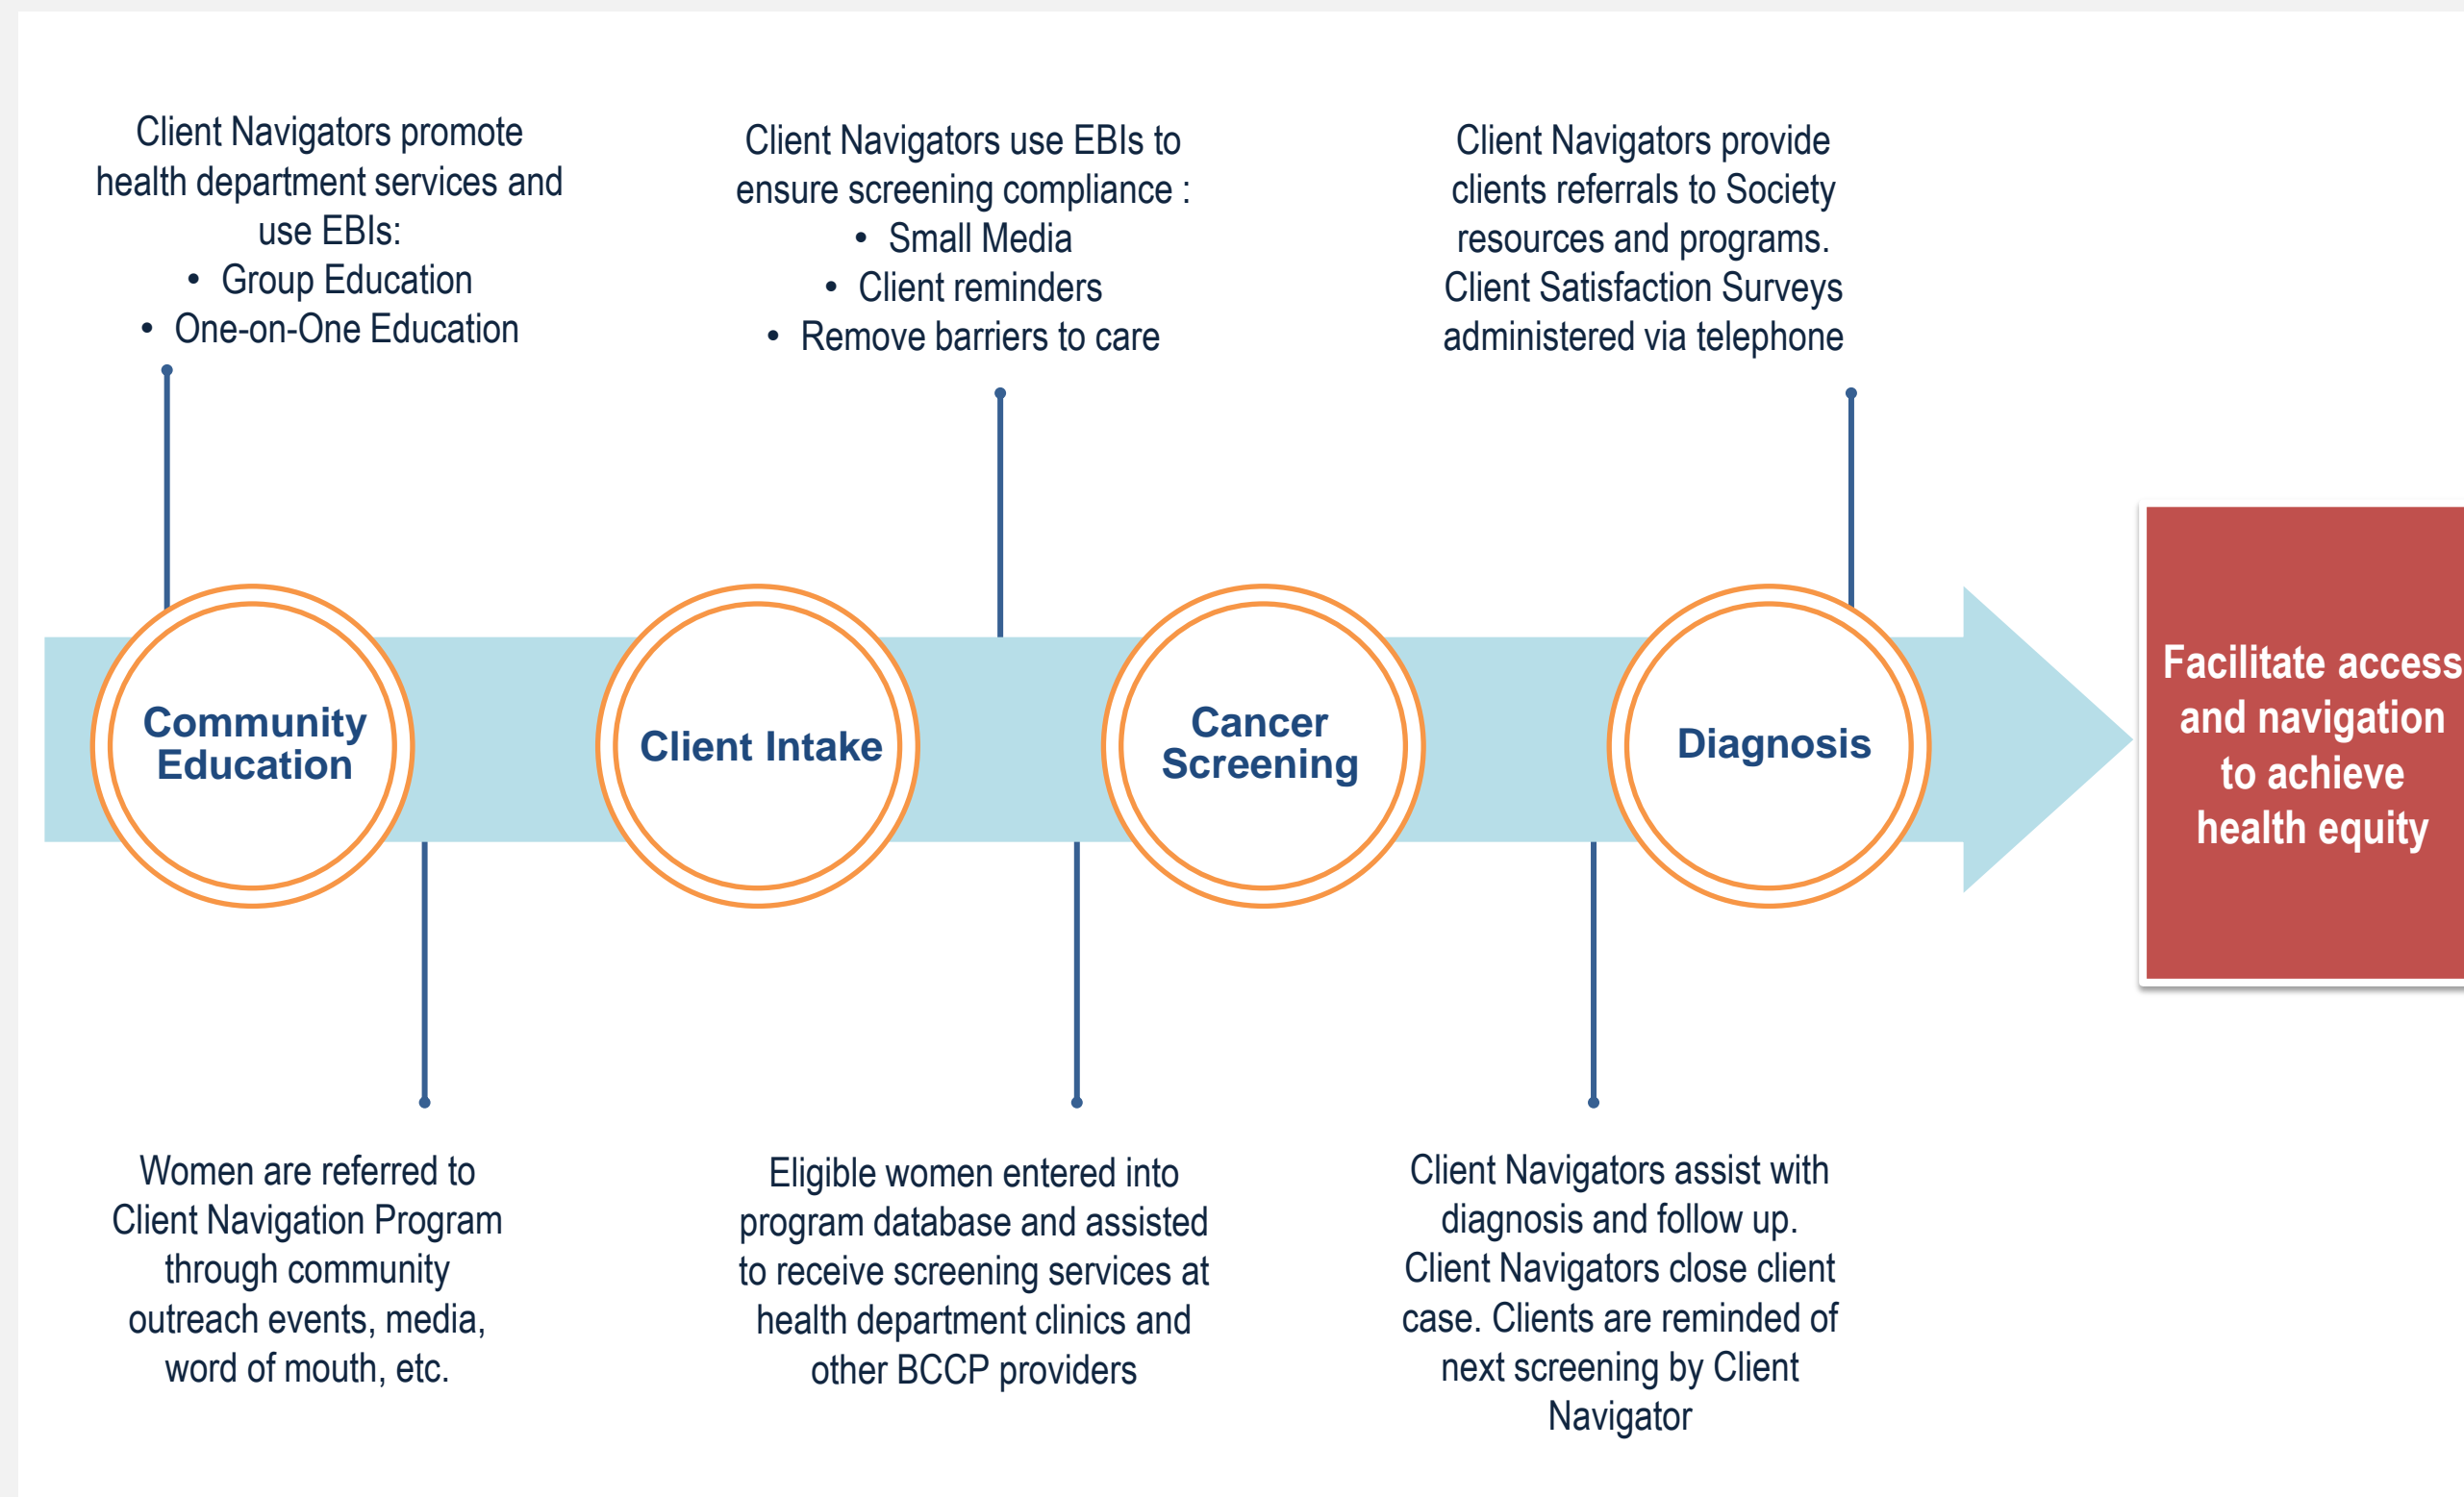 Client Navigators promote
health department services and
use EBIs:
• Group Education
• One-on-One Education
Client Navigators use EBIs to
ensure screening compliance :
• Small Media
• Client reminders
• Remove barriers to care
Client Navigators provide
clients referrals to Society
resources and programs.
Client Satisfaction Surveys
administered via telephone
Community
Education
Client Intake
Cancer
Screening
Diagnosis
Facilitate access
and navigation
to achieve
health equity
Women are referred to
Client Navigation Program
through community
outreach events, media,
word of mouth, etc.
Eligible women entered into
program database and assisted
to receive screening services at
health department clinics and
other BCCP providers
Client Navigators assist with
diagnosis and follow up.
Client Navigators close client
case. Clients are reminded of
next screening by Client
Navigator